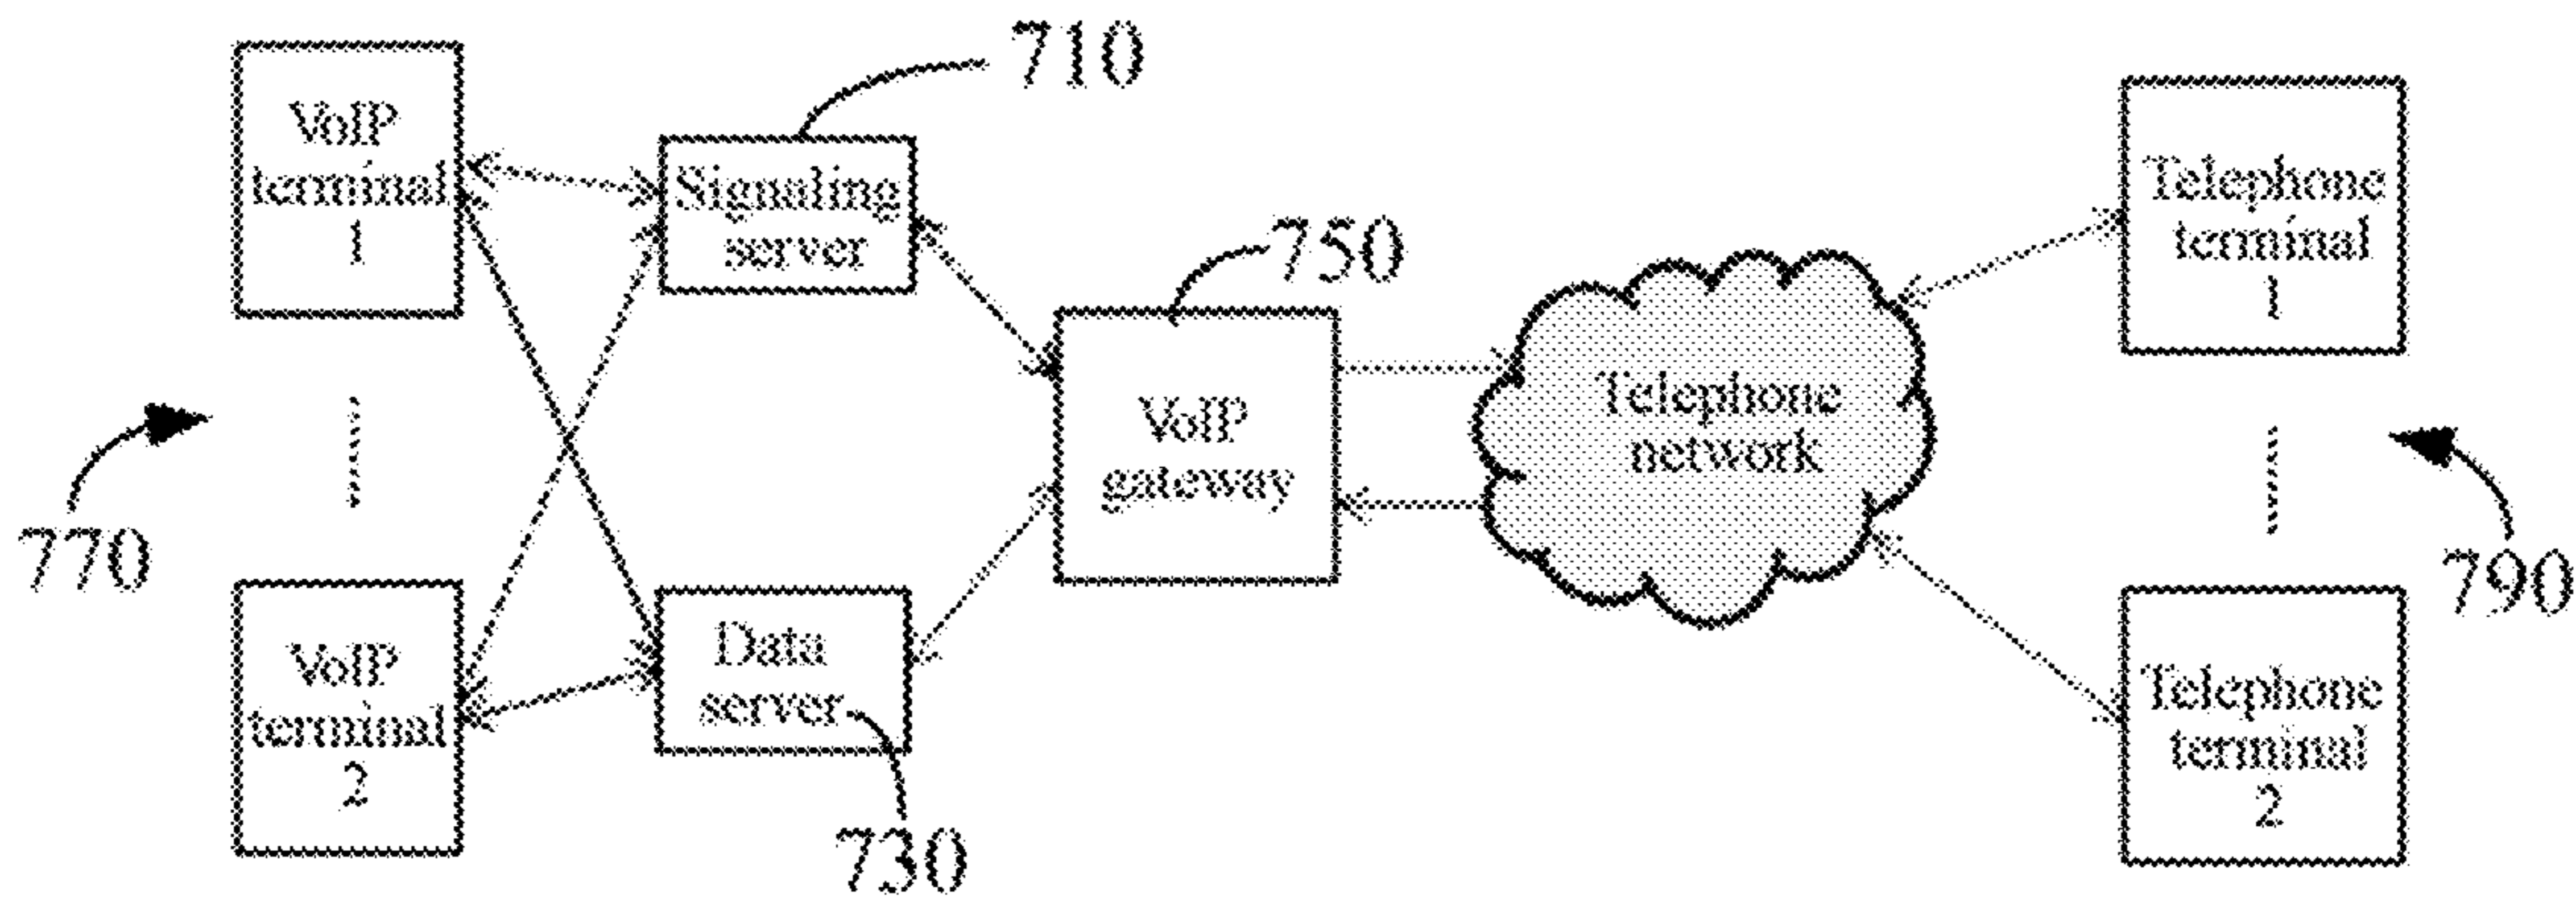 710
VoIP
terminal
1
Signaling
server
750
Telephone
terminal
1
VoIP
gateway
Telephone
network
770
790
VoIP
terminal
2
Data
server
730
Telephone
terminal
2